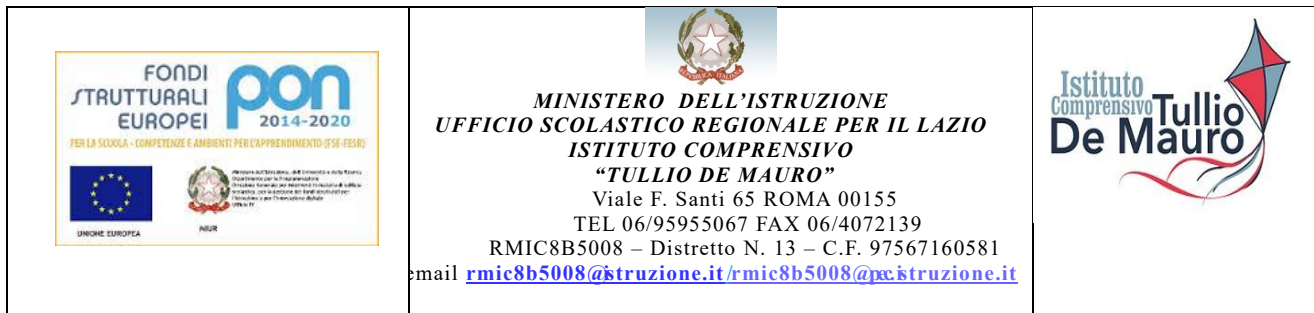 FONDI
STRUTTURALI
EUROPEI
pon
2014-2020
PER LA SCUOLA - COMPETENZE E AMBIENTI PER L'APPRENDIMENTO (FSE-FESR)
UNIONE EUROPEA
MIUR
REPVBBLICA ITALIANA
MINISTERO DELL'ISTRUZIONE
UFFICIO SCOLASTICO REGIONALE PER IL LAZIO
ISTITUTO COMPRENSIVO
“TULLIO DE MAURO”
Viale F. Santi 65 ROMA 00155
TEL 06/95955067 FAX 06/4072139
RMIC8B5008 – Distretto N. 13 – C.F. 97567160581
email rmic8b5008@istruzione.it/rmic8b5008@pec.istruzione.it
Istituto
Comprensivo Tullio
De Mauro